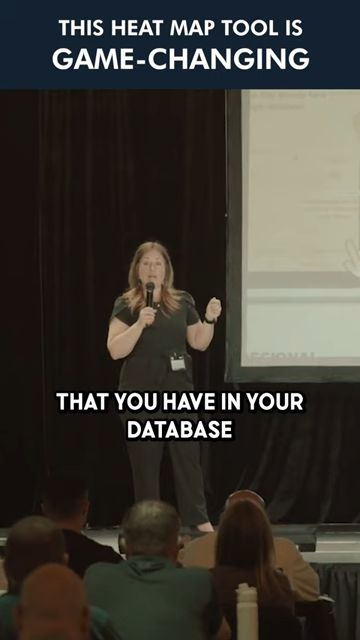 THIS HEAT MAP TOOL IS
GAME-CHANGING
THAT YOU HAVE IN YOUR
DATABASE